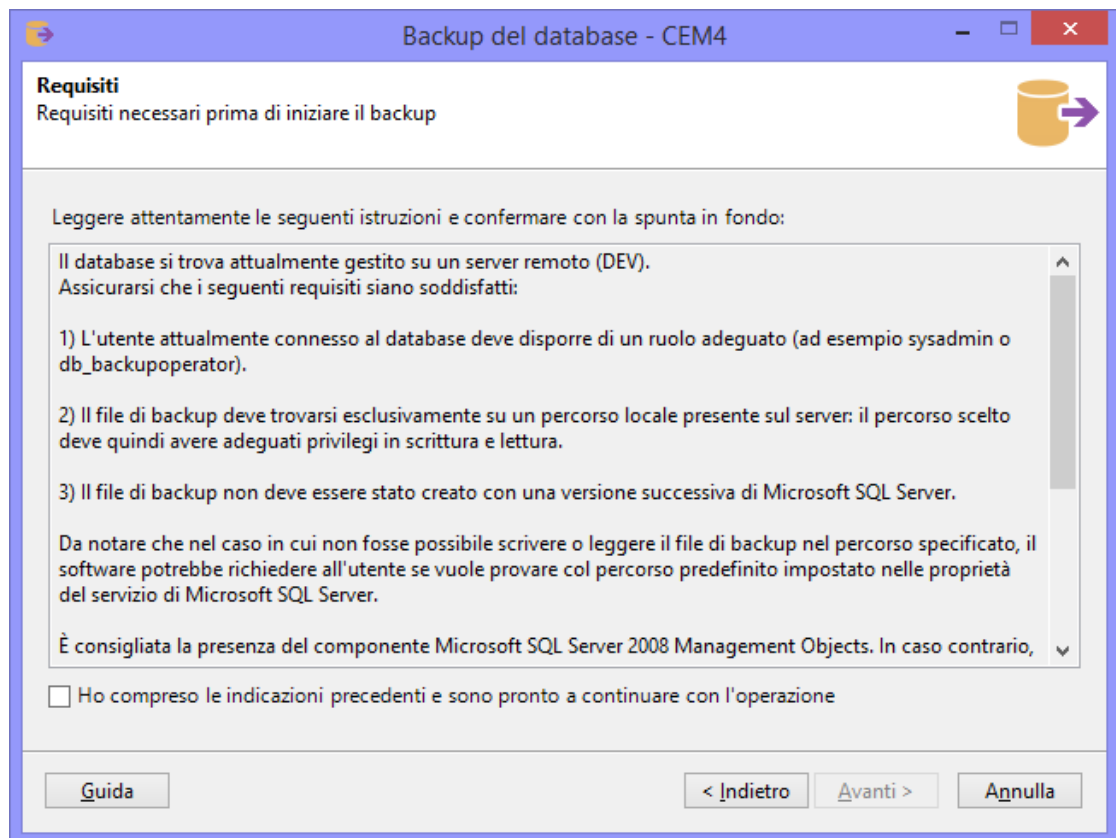 Backup del database - CEM4
Requisiti
Requisiti necessari prima di iniziare il backup
Leggere attentamente le seguenti istruzioni e confermare con la spunta in fondo:
Il database si trova attualmente gestito su un server remoto (DEV).
Assicurarsi che i seguenti requisiti siano soddisfatti:
1) L'utente attualmente connesso al database deve disporre di un ruolo adeguato (ad esempio sysadmin o
db_backupoperator).
2) Il file di backup deve trovarsi esclusivamente su un percorso locale presente sul server: il percorso scelto
deve quindi avere adeguati privilegi in scrittura e lettura.
3) Il file di backup non deve essere stato creato con una versione successiva di Microsoft SQL Server.
Da notare che nel caso in cui non fosse possibile scrivere o leggere il file di backup nel percorso specificato, il
software potrebbe richiedere all'utente se vuole provare col percorso predefinito impostato nelle proprietà
del servizio di Microsoft SQL Server.
È consigliata la presenza del componente Microsoft SQL Server 2008 Management Objects. In caso contrario,
Ho compreso le indicazioni precedenti e sono pronto a continuare con l'operazione
Guida
< Indietro
Avanti >
Annulla